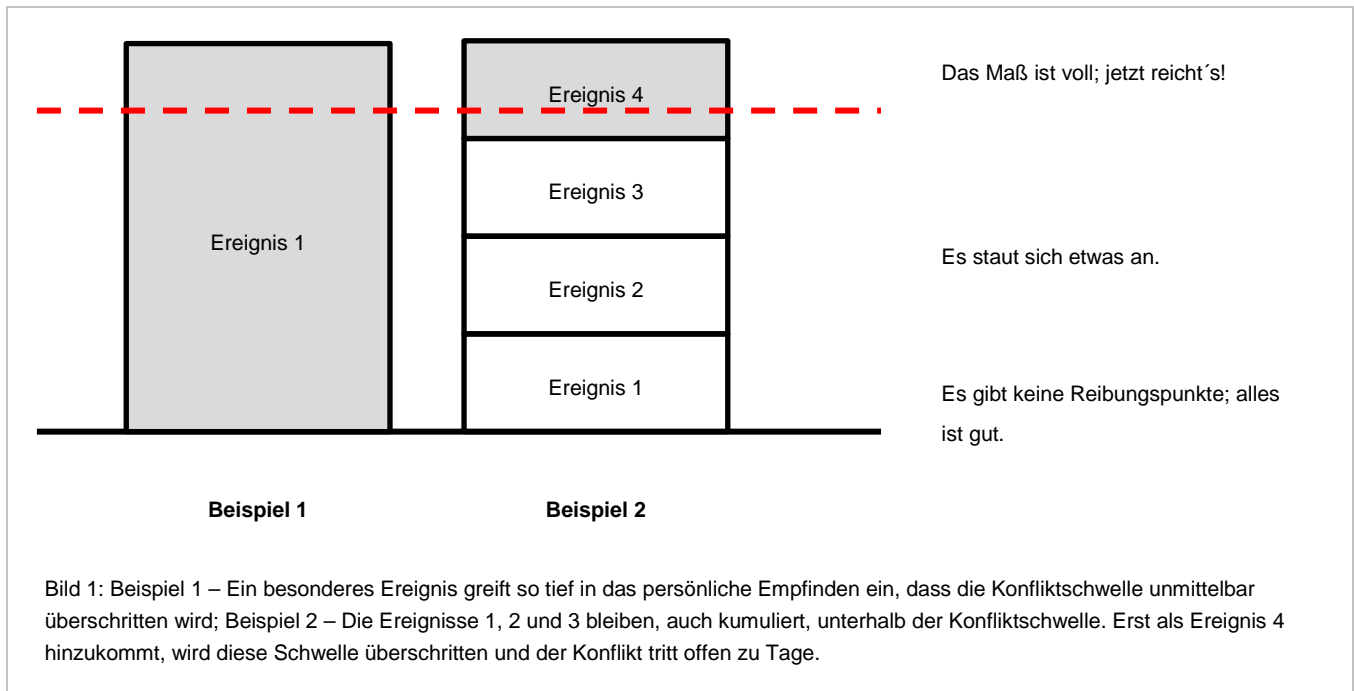 Das Maß ist voll; jetzt reicht´s!
Ereignis 4
Ereignis 3
Ereignis 1
Es staut sich etwas an.
Ereignis 2
Ereignis 1
Es gibt keine Reibungspunkte; alles
ist gut.
Beispiel 1
Beispiel 2
Bild 1: Beispiel 1 – Ein besonderes Ereignis greift so tief in das persönliche Empfinden ein, dass die Konfliktschwelle unmittelbar
überschritten wird; Beispiel 2 – Die Ereignisse 1, 2 und 3 bleiben, auch kumuliert, unterhalb der Konfliktschwelle. Erst als Ereignis 4
hinzukommt, wird diese Schwelle überschritten und der Konflikt tritt offen zu Tage.